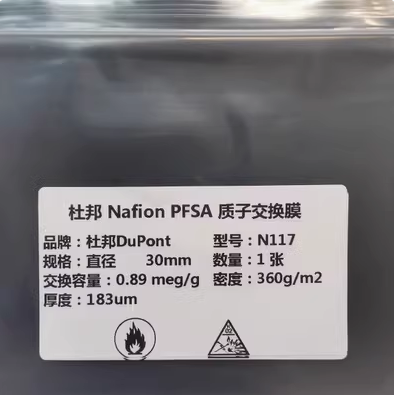 杜邦 Nafion PFSA 质子交换膜
品牌：杜邦DuPont 型号：N117
规格：直径 30mm 数量：1 张
交换容量：0.89 meg/g 密度：360g/m2
厚度：183um